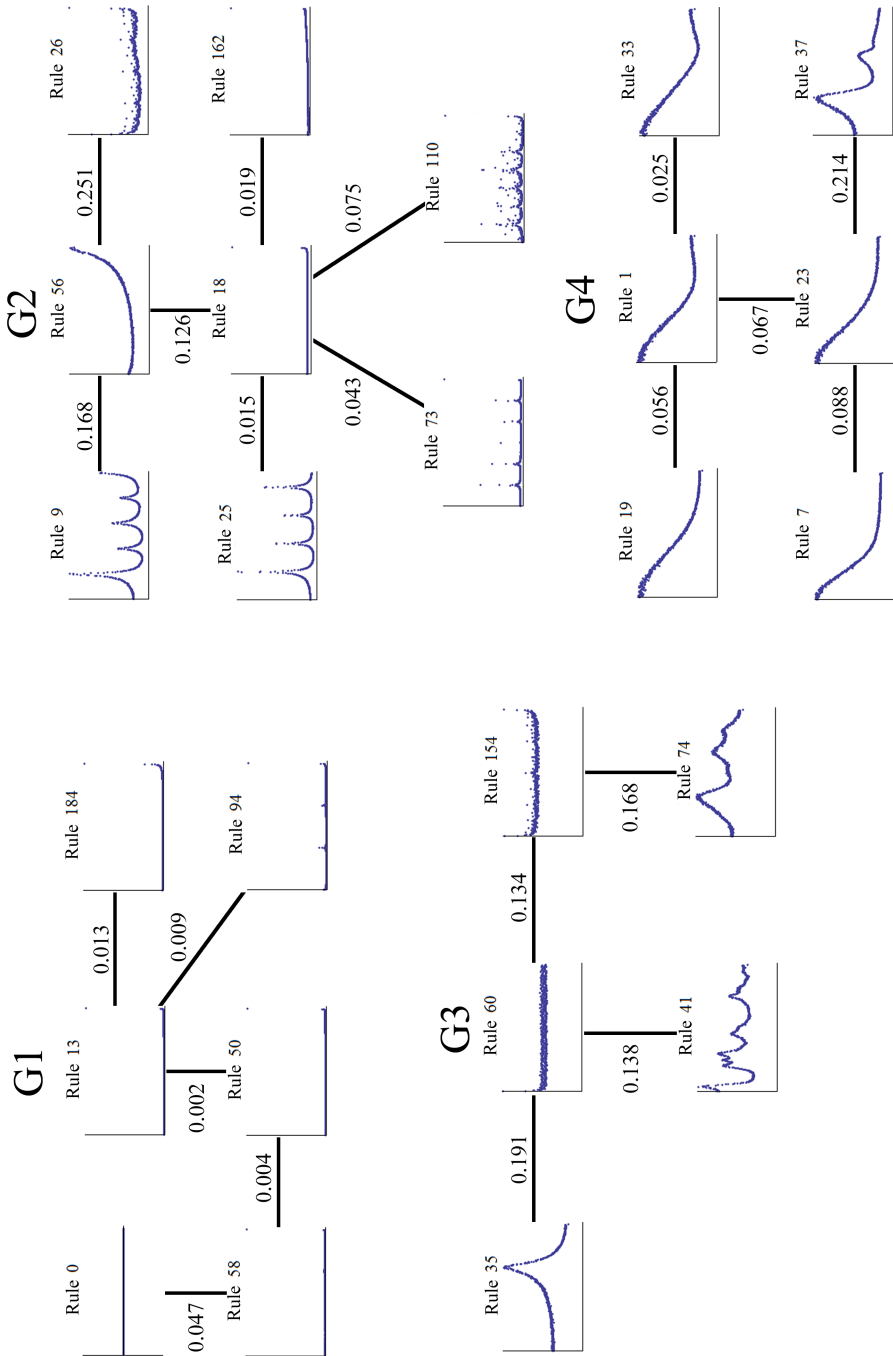 G1
Rule 0
Rule 13
Rule 184
0.013
0.047
0.002
0.009
Rule 58
Rule 50
Rule 94
0.004
G2
Rule 9
Rule 56
Rule 26
0.168
0.251
0.126
Rule 25
Rule 18
Rule 162
0.015
0.019
0.043
0.075
Rule 73
Rule 110
G3
Rule 35
Rule 60
Rule 154
0.191
0.134
0.138
0.168
Rule 41
Rule 74
G4
Rule 19
Rule 1
Rule 33
0.056
0.025
0.067
Rule 7
Rule 23
Rule 37
0.088
0.214